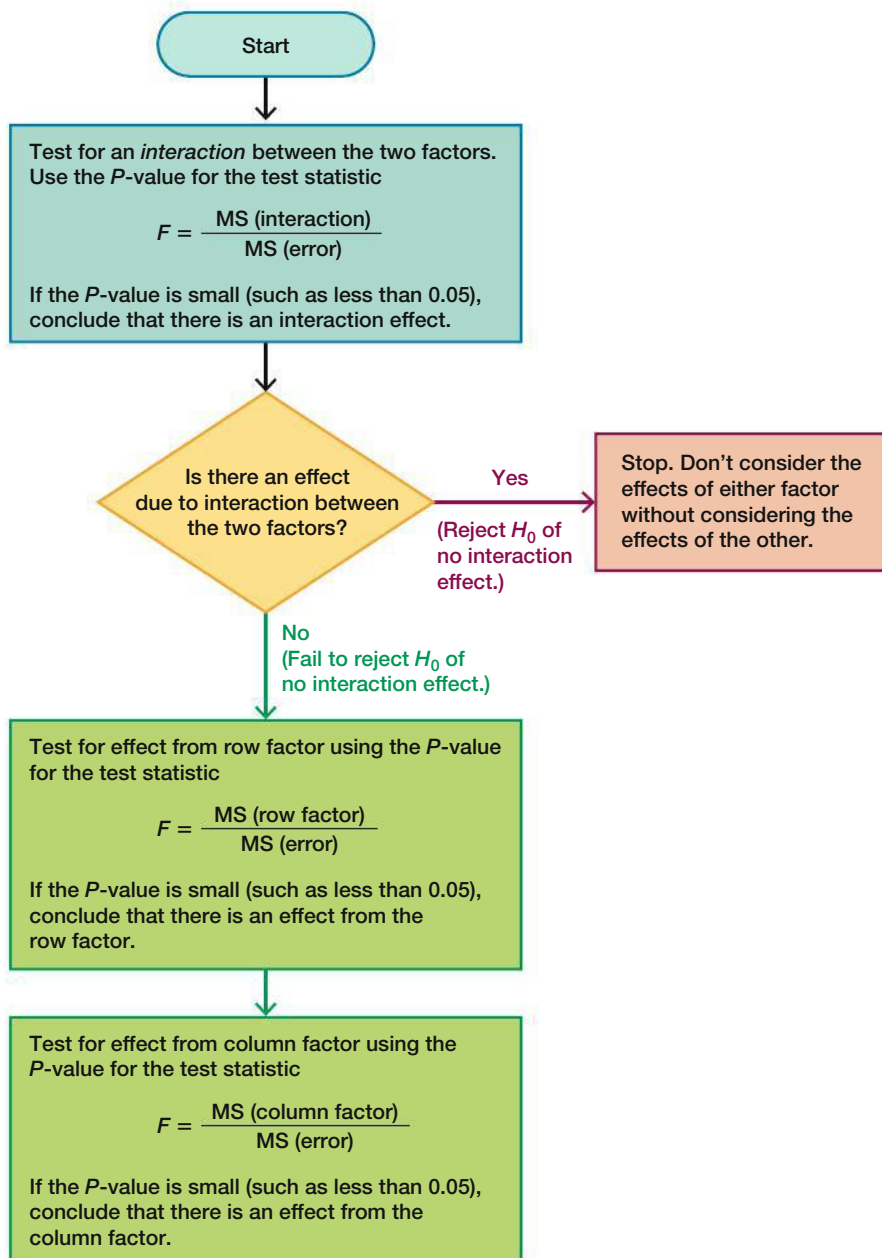 Start
Test for an interaction between the two factors.
Use the P-value for the test statistic
F = MS (interaction)
MS (error)
If the P-value is small (such as less than 0.05),
conclude that there is an interaction effect.
Is there an effect
due to interaction between
the two factors?
Yes
(Reject H₀ of
no interaction
effect.)
Stop. Don’t consider the
effects of either factor
without considering the
effects of the other.
No
(Fail to reject H₀ of
no interaction effect.)
Test for effect from row factor using the P-value
for the test statistic
F = MS (row factor)
MS (error)
If the P-value is small (such as less than 0.05),
conclude that there is an effect from the
row factor.
Test for effect from column factor using the
P-value for the test statistic
F = MS (column factor)
MS (error)
If the P-value is small (such as less than 0.05),
conclude that there is an effect from the
column factor.